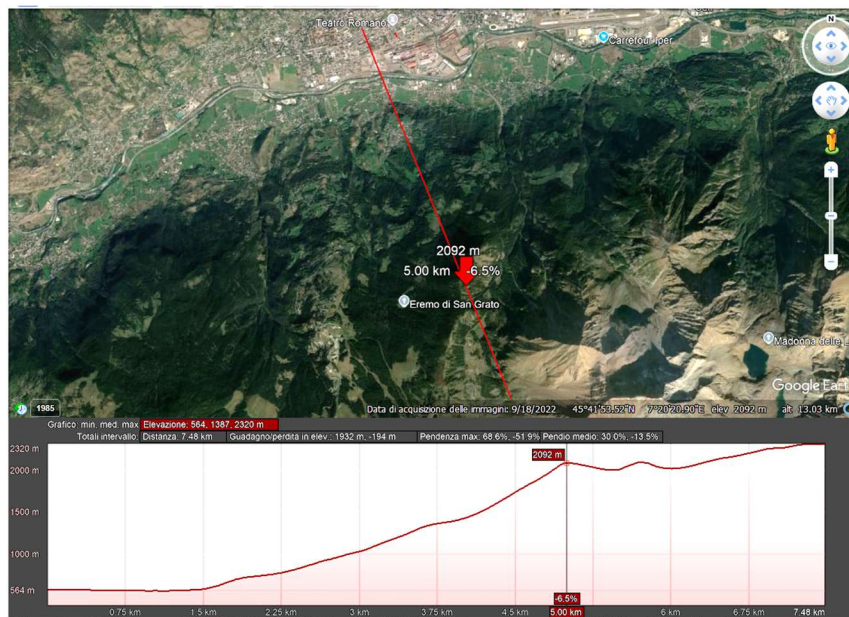 Teatro Romano
Carrefour Iper
N
2092 m
5.00 km -6.5%
Eremo di San Grato
Madonna delle
Google Eart
1985
Data di acquisizione delle immagini: 9/18/2022 45°41'53.52"N 7°20'20.90"E elev 2092 m alt 13.03 km
Grafico: min. med. max Elevazione: 564, 1387, 2320 m
Totali intervallo: Distanza: 7.48 km Guadagno/perdita in elev.: 1932 m, -194 m Pendenza max: 68.6%, -51.9% Pendio medio: 30.0%, -13.5%
2320 m
2092 m
2000 m
1500 m
1000 m
564 m
-6.5%
0.75 km 1.5 km 2.25 km 3 km 3.75 km 4.5 km 5.00 km 6 km 6.75 km 7.48 km